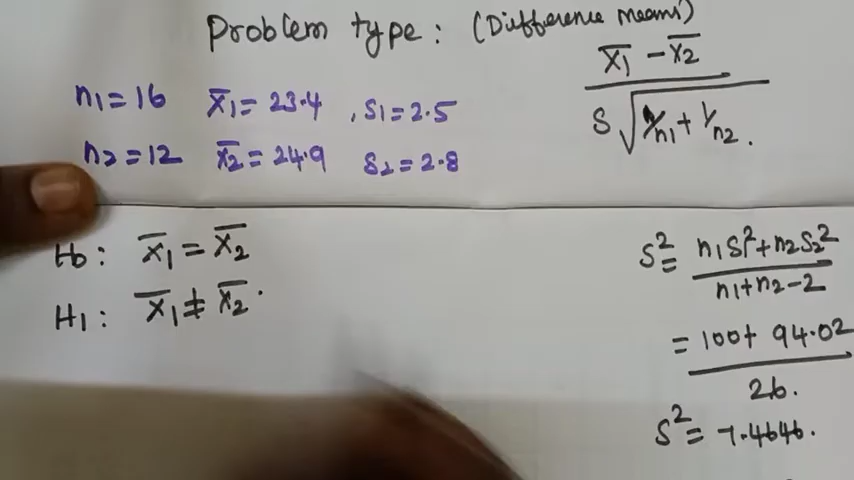 Problem type: (Difference means)
n1=16 x̄1= 23.4 , s1=2.5
n2=12 x̄2=24.9 s2=2.8
x̄1 - x̄2
S√1/n1+1/n2.
H0: x̄1 = x̄2
H1: x̄1 ≠ x̄2.
S²= n1s1²+n2s2²
n1+n2-2
= 100+ 94.02
26.
S²= 7.4646.